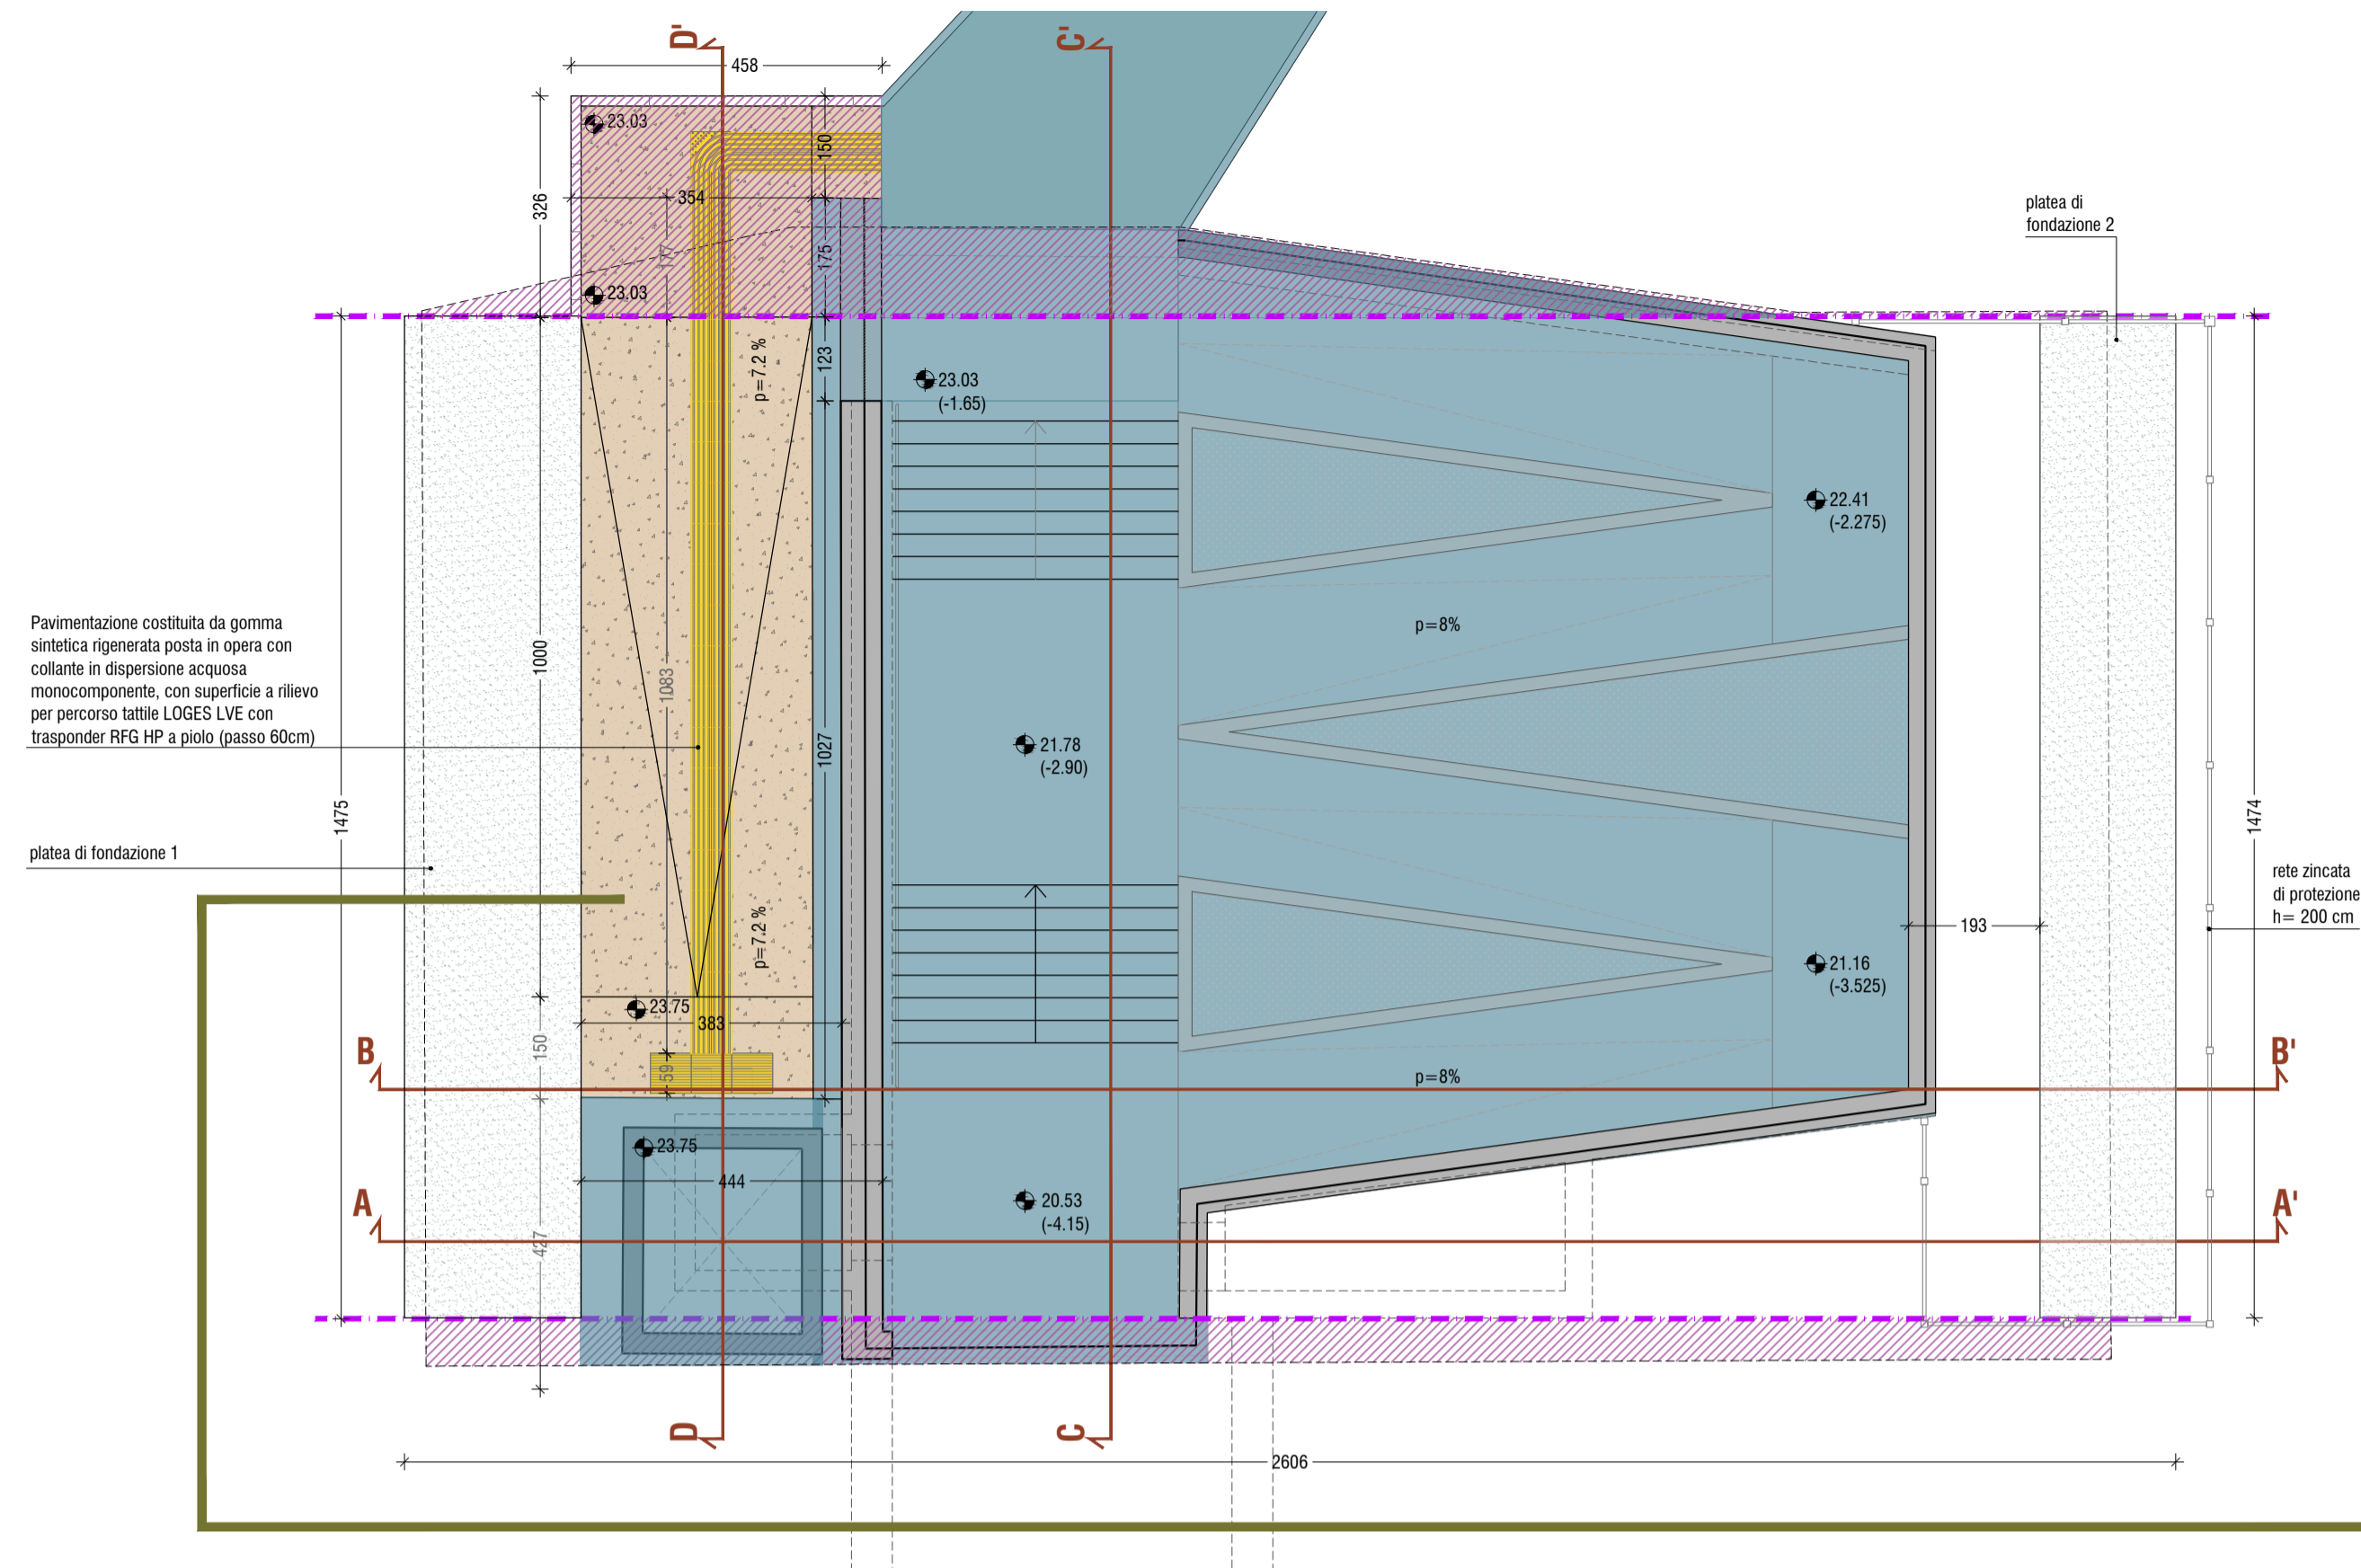 D'
C'
458
23.03
150
326
354
177
175
platea di
fondazione 2
23.03
p=7.2 %
123
23.03
(-1.65)
22.41
(-2.275)
Pavimentazione costituita da gomma
sintetica rigenerata posta in opera con
collante in dispersione acquosa
monocomponente, con superficie a rilievo
per percorso tattile LOGES LVE con
trasponder RFG HP a piolo (passo 60cm)
p=8%
1000
1083
1027
21.78
(-2.90)
1475
1474
platea di fondazione 1
rete zincata
di protezione
h= 200 cm
p=7.2 %
193
21.16
(-3.525)
23.75
383
B
150
59
p=8%
B'
23.75
444
A
427
20.53
(-4.15)
A'
D
C
2606